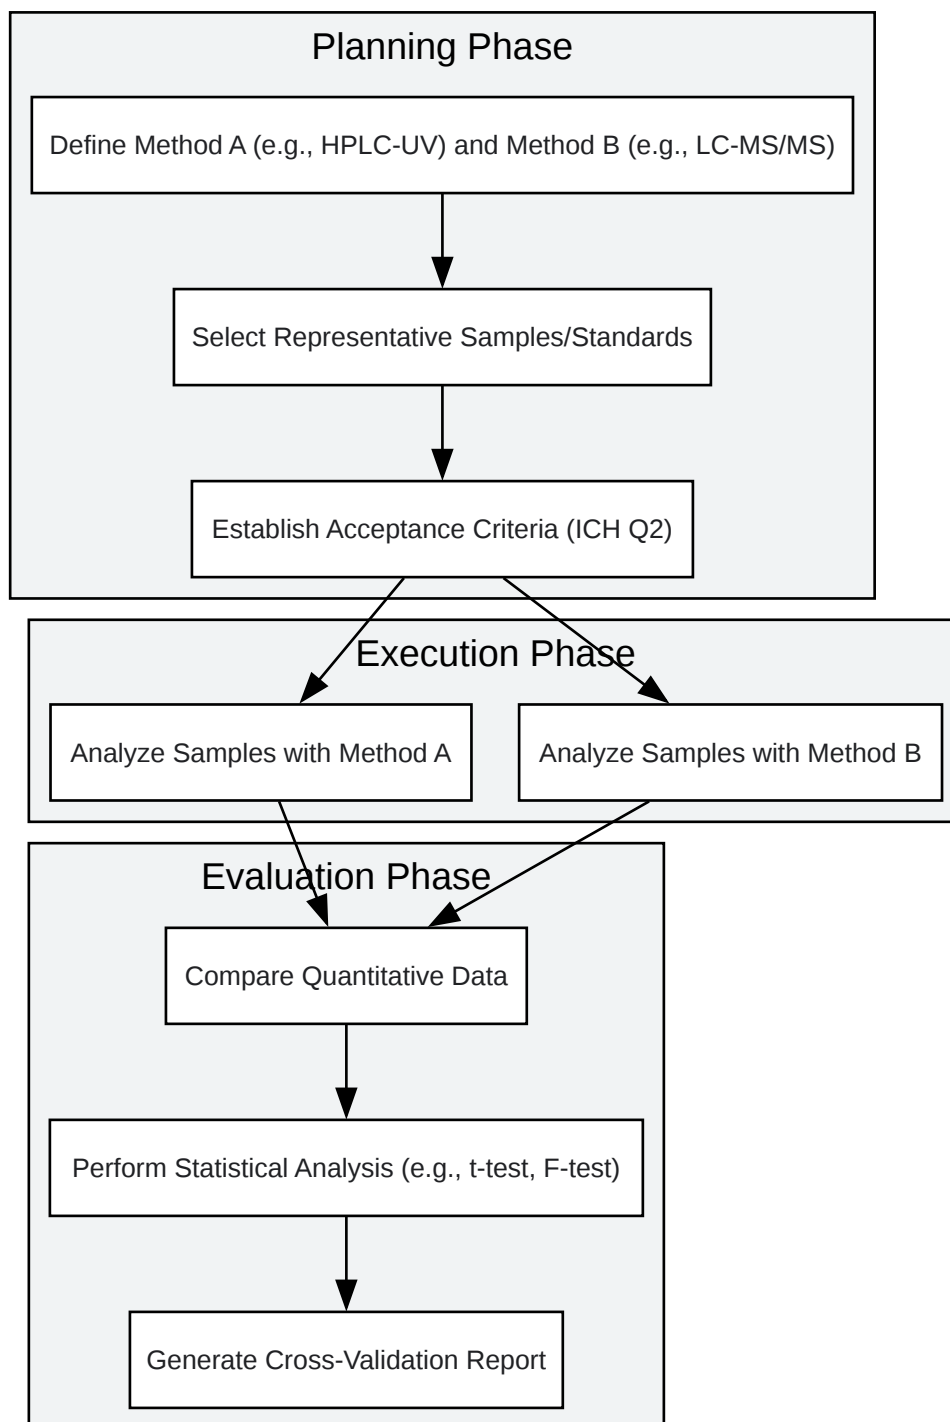 Planning Phase
Define Method A (e.g., HPLC-UV) and Method B (e.g., LC-MS/MS)
Select Representative Samples/Standards
Establish Acceptance Criteria (ICH Q2)
Execution Phase
Analyze Samples with Method A
Analyze Samples with Method B
Evaluation Phase
Compare Quantitative Data
Perform Statistical Analysis (e.g., t-test, F-test)
Generate Cross-Validation Report